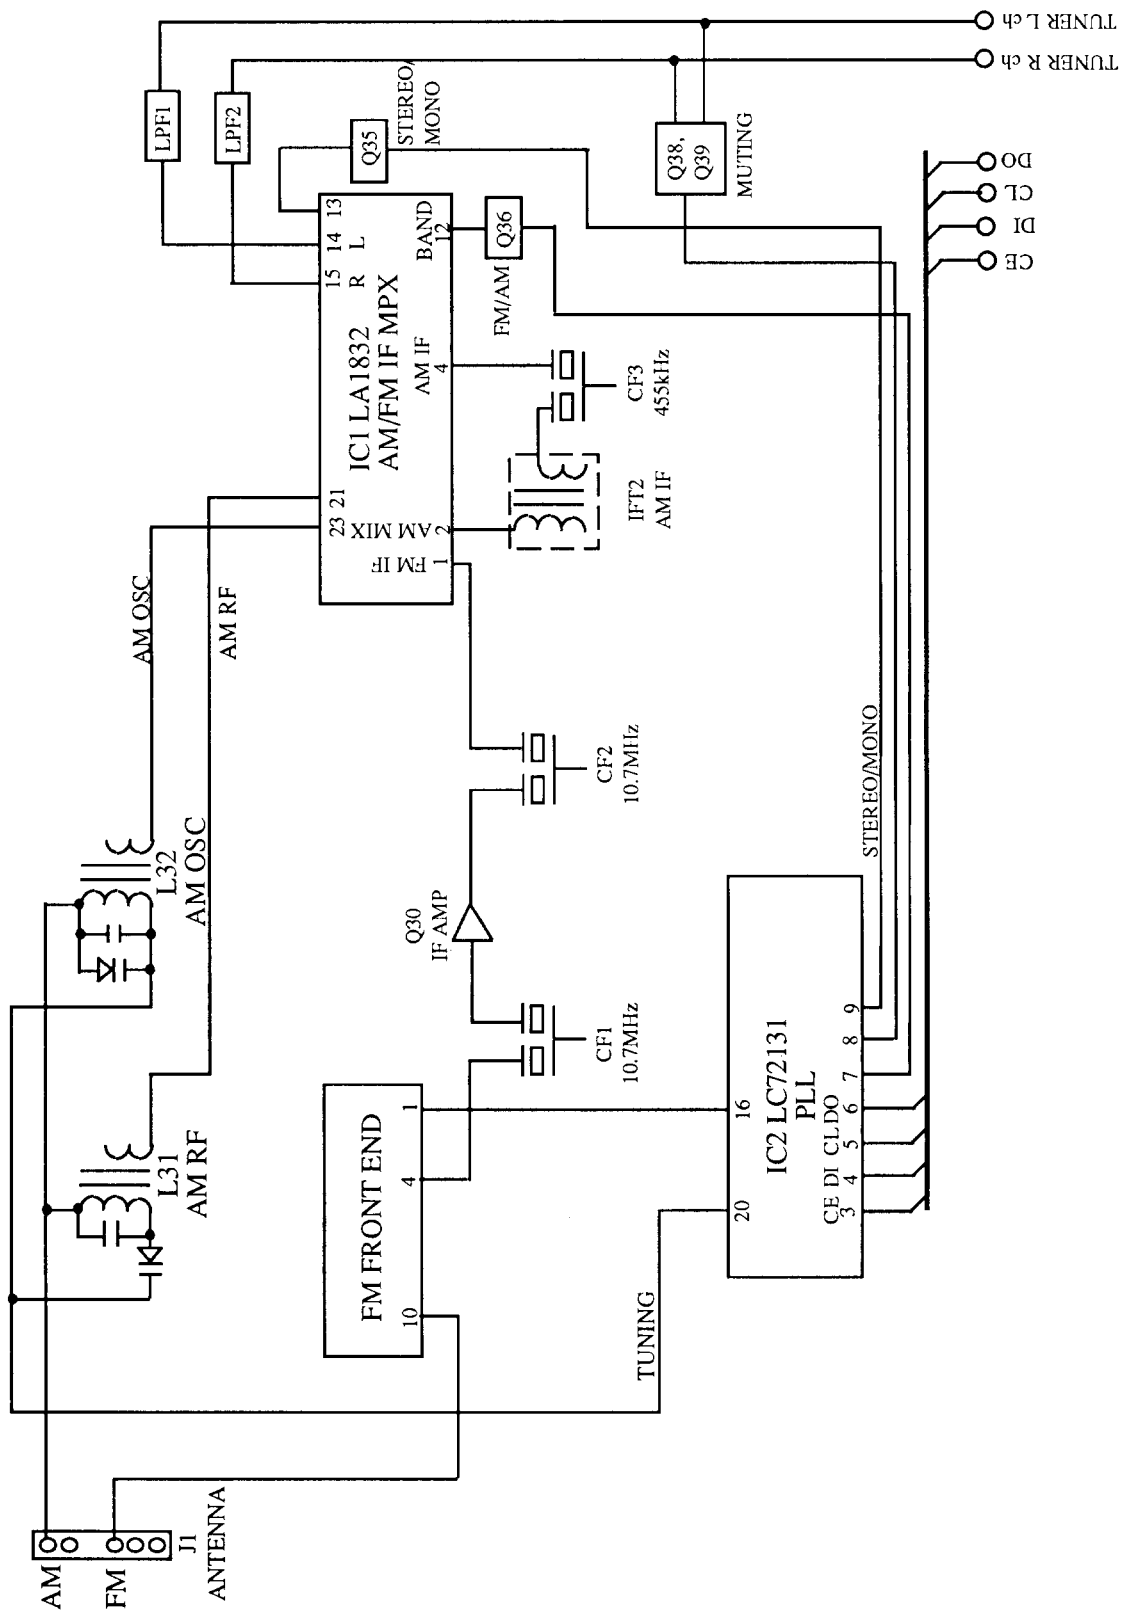 AM
FM
J1
ANTENNA
L31
AM RF
L32
AM OSC
AM OSC
AM RF
LPF1
LPF2
FM FRONT END
10
4
1
CF1
10.7MHz
Q30
IF AMP
CF2
10.7MHz
23
21
15
14
13
R
L
IC1 LA1832
AM/FM IF MPX
FM IF
AM MIX
AM IF
BAND
1
2
4
12
Q35
STEREO/
MONO
Q36
FM/AM
IFT2
AM IF
CF3
455kHz
Q38,
Q39
MUTING
TUNING
20
16
IC2 LC72131
PLL
CE DI CL DO
3
4
5
6
7
8
9
STEREO/MONO
TUNER L ch
TUNER R ch
DO
CL
DI
CE